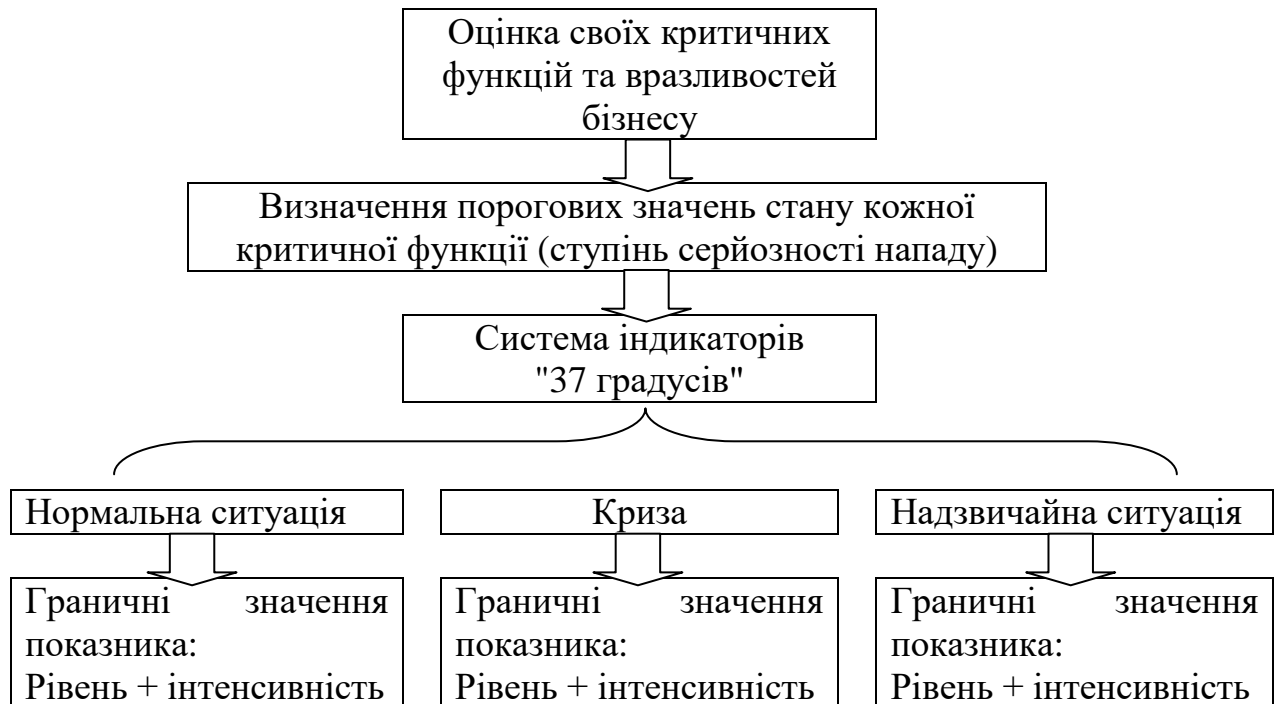 Оцінка своїх критичних
функцій та вразливостей
бізнесу
Визначення порогових значень стану кожної
критичної функції (ступінь серйозності нападу)
Система індикаторів
"37 градусів"
Нормальна ситуація
Криза
Надзвичайна ситуація
Граничні значення
показника:
Рівень + інтенсивність
Граничні значення
показника:
Рівень + інтенсивність
Граничні значення
показника:
Рівень + інтенсивність